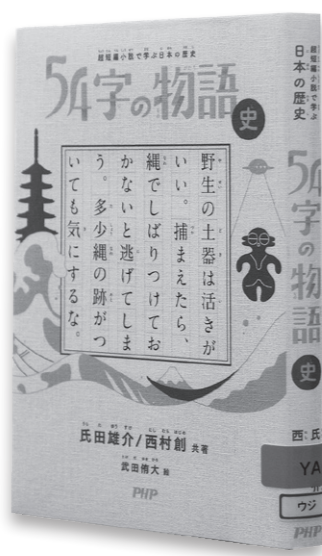 超短編小説で学ぶ日本の歴史
54字の物語 史
野生の土器は活きが
いい。捕まえたら、
縄でしばりつけてお
かないと逃げてしま
う。多少縄の跡がつ
いても気にするな。
氏田雄介/西村創 共著
武田侑大 絵
PHP
超短編小説で学ぶ
日本の歴史
54字の物語 史
西 氏
YA
ウジ
PHP